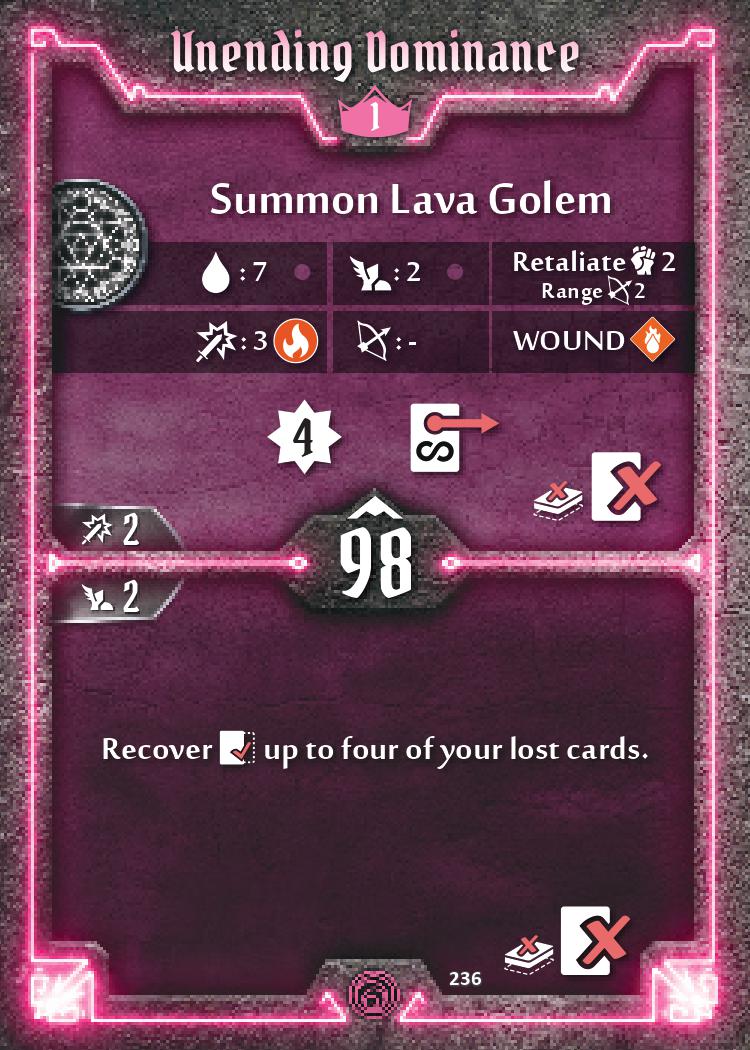 Unending Dominance
1
Summon Lava Golem
: 7
: 2
Retaliate 2
Range 2
: 3
: -
WOUND
4
2
98
2
Recover up to four of your lost cards.
236